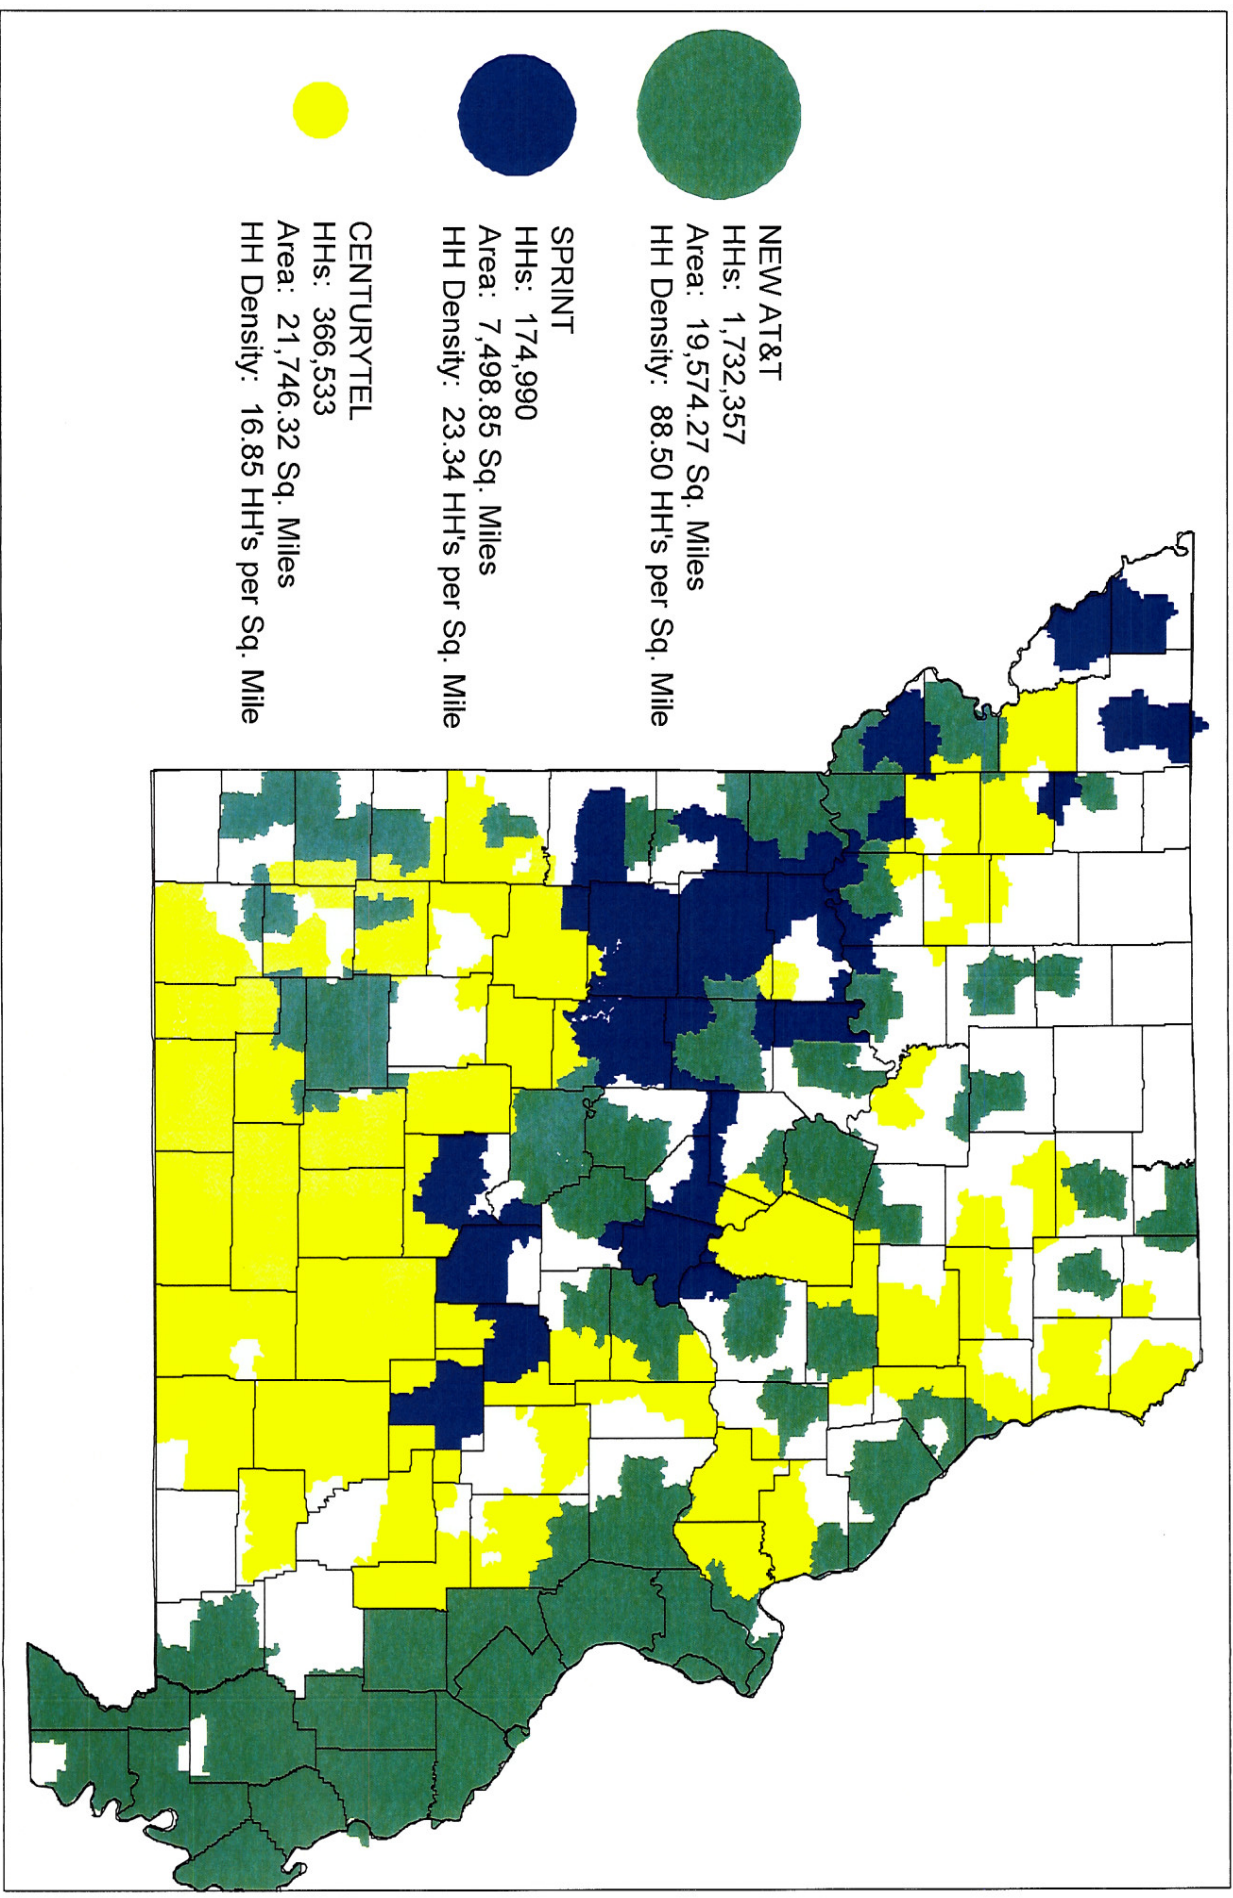 NEW AT&T
HHs: 1,732,357
Area: 19,574.27 Sq. Miles
HH Density: 88.50 HH's per Sq. Mile
SPRINT
HHs: 174,990
Area: 7,498.85 Sq. Miles
HH Density: 23.34 HH's per Sq. Mile
CENTURYTEL
HHs: 366,533
Area: 21,746.32 Sq. Miles
HH Density: 16.85 HH's per Sq. Mile